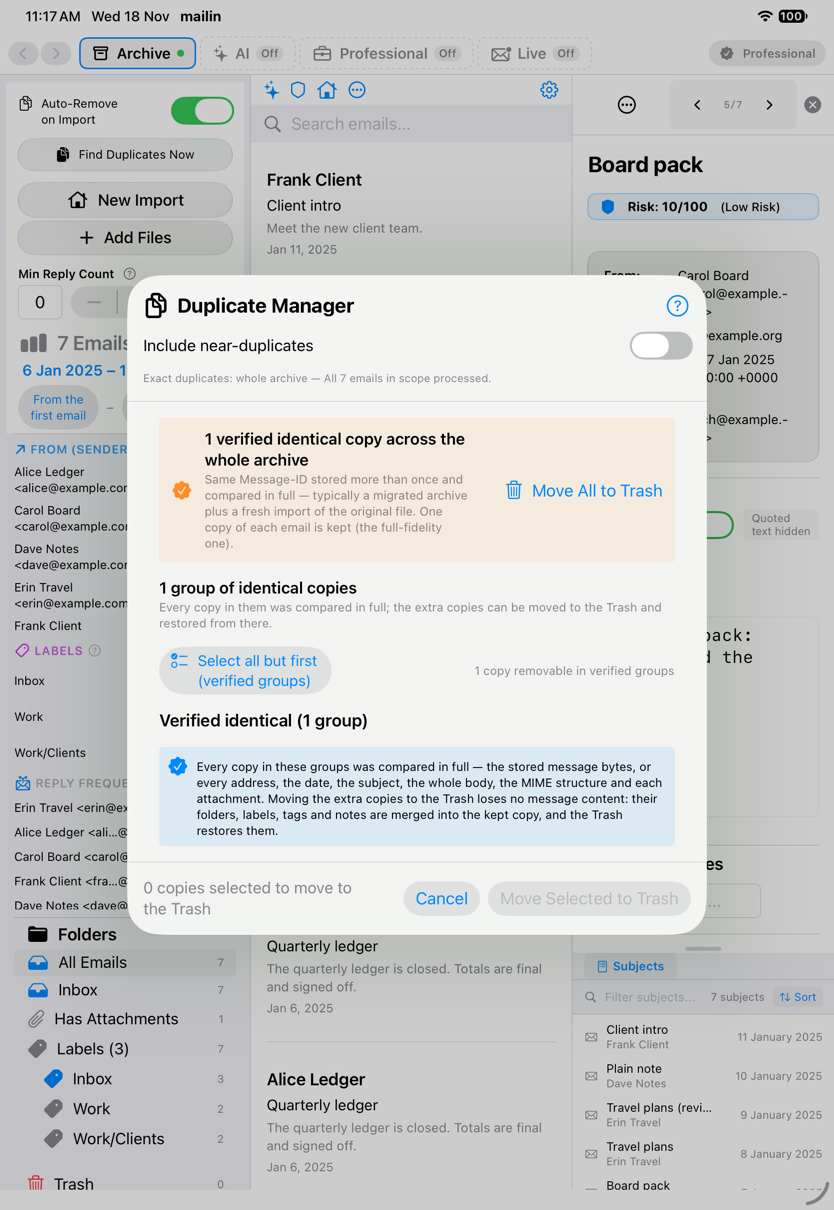 11:17 AM Wed 18 Nov mailin
100
Archive
AI Off
Professional Off
Live Off
Professional
Auto-Remove
on Import
Find Duplicates Now
New Import
+ Add Files
Min Reply Count ?
0
7 Emails
6 Jan 2025 – 1
From the
first email
–
FROM (SENDER
Alice Ledger
<alice@example.com
Carol Board
<carol@example.com
Dave Notes
<dave@example.com
Erin Travel
<erin@example.com
Frank Client
LABELS ?
Inbox
Work
Work/Clients
REPLY FREQUE
Erin Travel <erin@ex
Alice Ledger <ali...@
Carol Board <carol@
Frank Client <fra...@
Dave Notes <dave@
Folders
All Emails 7
Inbox 7
Has Attachments 1
Labels (3) 7
Inbox 3
Work 2
Work/Clients 2
Trash 0
Search emails...
Frank Client
Client intro
Meet the new client team.
Jan 11, 2025
Duplicate Manager
?
Include near-duplicates
Exact duplicates: whole archive — All 7 emails in scope processed.
1 verified identical copy across the
whole archive
Same Message-ID stored more than once and
compared in full — typically a migrated archive
plus a fresh import of the original file. One
copy of each email is kept (the full-fidelity
one).
Move All to Trash
1 group of identical copies
Every copy in them was compared in full; the extra copies can be moved to the Trash and
restored from there.
Select all but first
(verified groups)
1 copy removable in verified groups
Verified identical (1 group)
Every copy in these groups was compared in full — the stored message bytes, or
every address, the date, the subject, the whole body, the MIME structure and each
attachment. Moving the extra copies to the Trash loses no message content: their
folders, labels, tags and notes are merged into the kept copy, and the Trash
restores them.
0 copies selected to move to
the Trash
Cancel
Move Selected to Trash
Quarterly ledger
The quarterly ledger is closed. Totals are final
and signed off.
Jan 6, 2025
Alice Ledger
Quarterly ledger
The quarterly ledger is closed. Totals are final
and signed off.
Jan 6, 2025
5/7
Board pack
Risk: 10/100 (Low Risk)
From: Carol Board
rol@example.-
>
example.org
7 Jan 2025
0:00 +0000
ch@example.-
>
Quoted
text hidden
pack:
d the
es
...
Subjects
Filter subjects... 7 subjects Sort
Client intro
Frank Client
11 January 2025
Plain note
Dave Notes
10 January 2025
Travel plans (revi...
Erin Travel
9 January 2025
Travel plans
Erin Travel
8 January 2025
Board pack